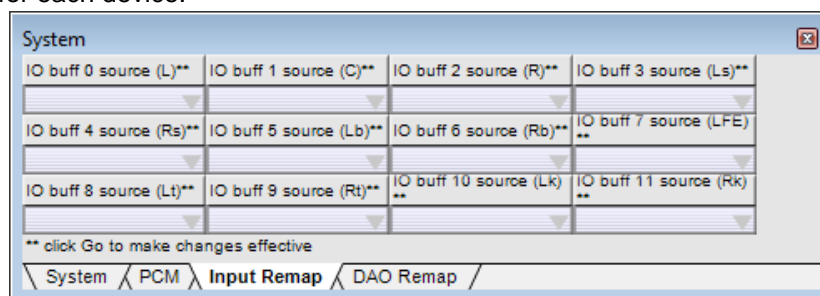 for each device.
System
IO buff 0 source (L)** IO buff 1 source (C)** IO buff 2 source (R)** IO buff 3 source (Ls)**
IO buff 4 source (Rs)** IO buff 5 source (Lb)** IO buff 6 source (Rb)** IO buff 7 source (LFE)
**
IO buff 8 source (Lt)** IO buff 9 source (Rt)** IO buff 10 source (Lk) IO buff 11 source (Rk)
** **
** click Go to make changes effective
System PCM Input Remap DAO Remap